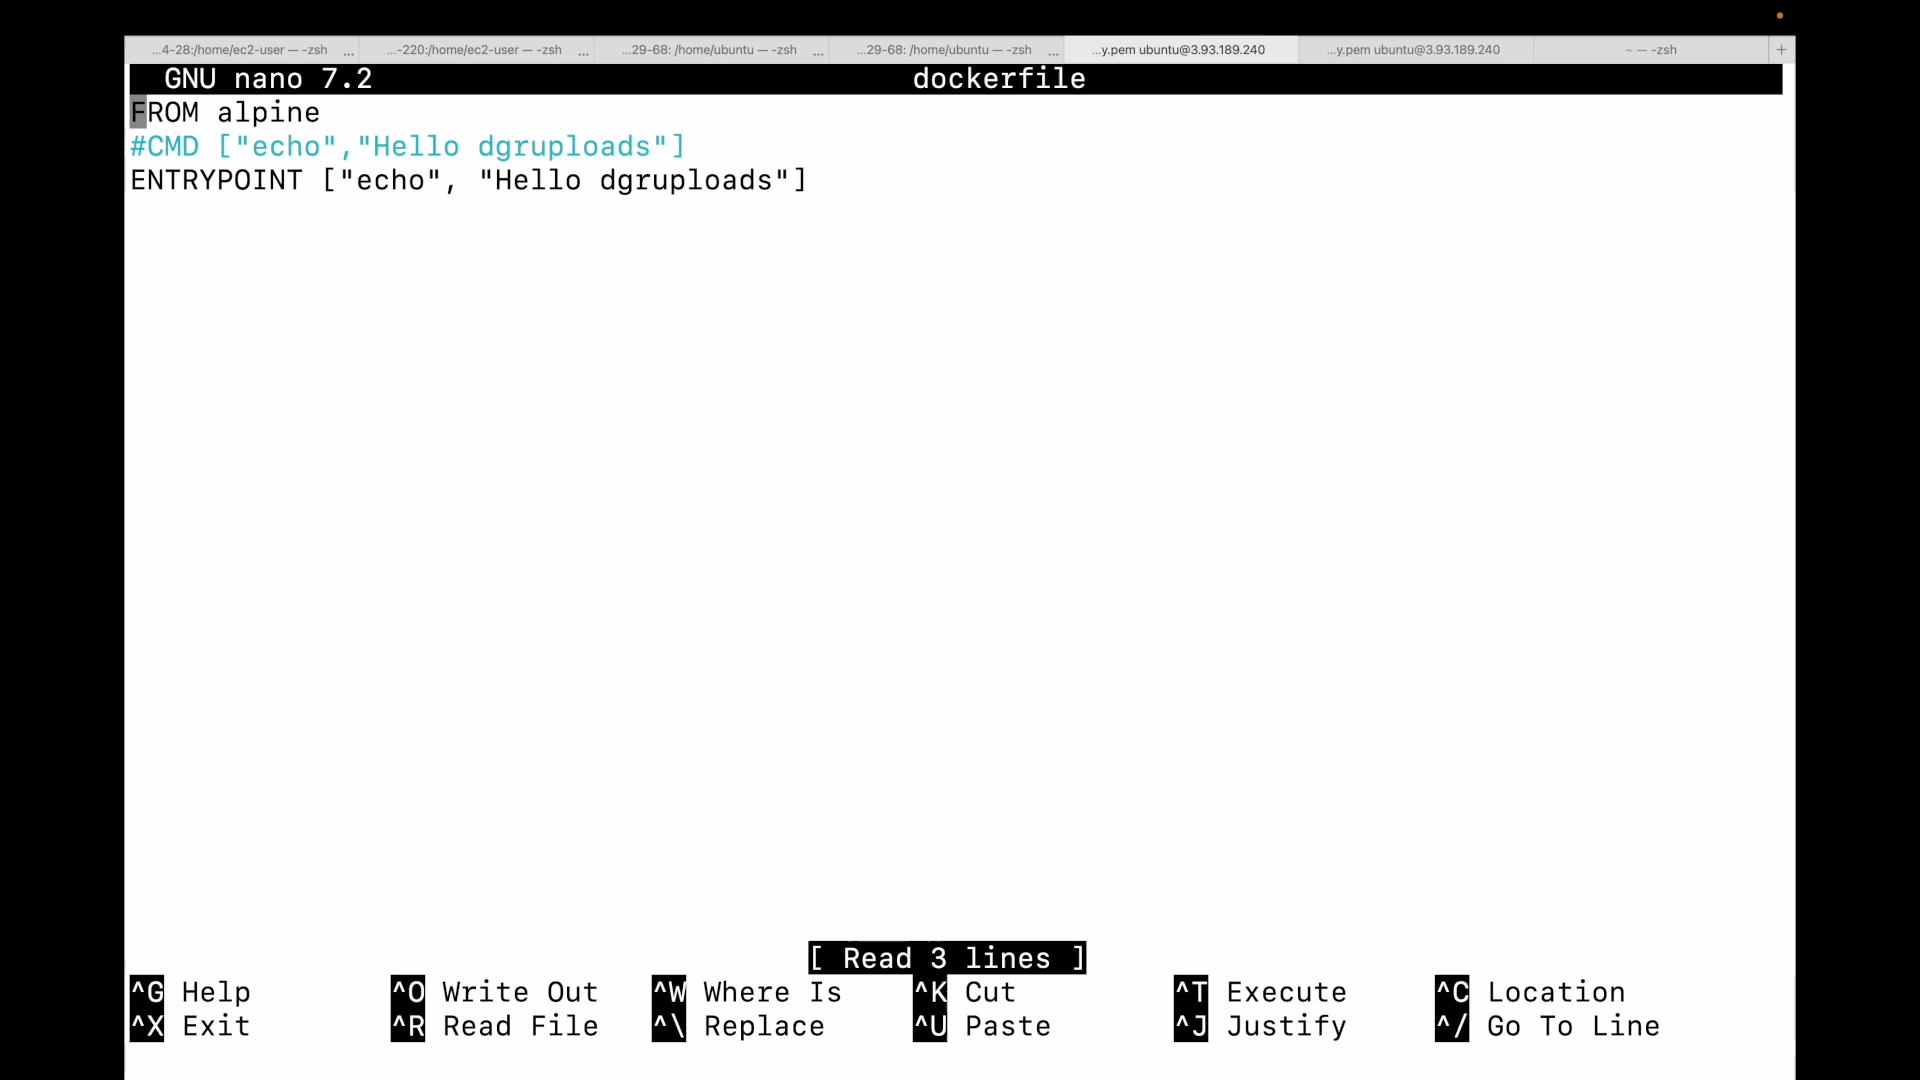 ...4-28:/home/ec2-user — -zsh ... ...-220:/home/ec2-user — -zsh ... ...29-68: /home/ubuntu — -zsh ... ...29-68: /home/ubuntu — -zsh ... ...y.pem ubuntu@3.93.189.240 ...y.pem ubuntu@3.93.189.240 ~ — -zsh +
GNU nano 7.2 dockerfile
FROM alpine
#CMD ["echo","Hello dgruploads"]
ENTRYPOINT ["echo", "Hello dgruploads"]
[ Read 3 lines ]
^G Help ^O Write Out ^W Where Is ^K Cut ^T Execute ^C Location
^X Exit ^R Read File ^\ Replace ^U Paste ^J Justify ^/ Go To Line